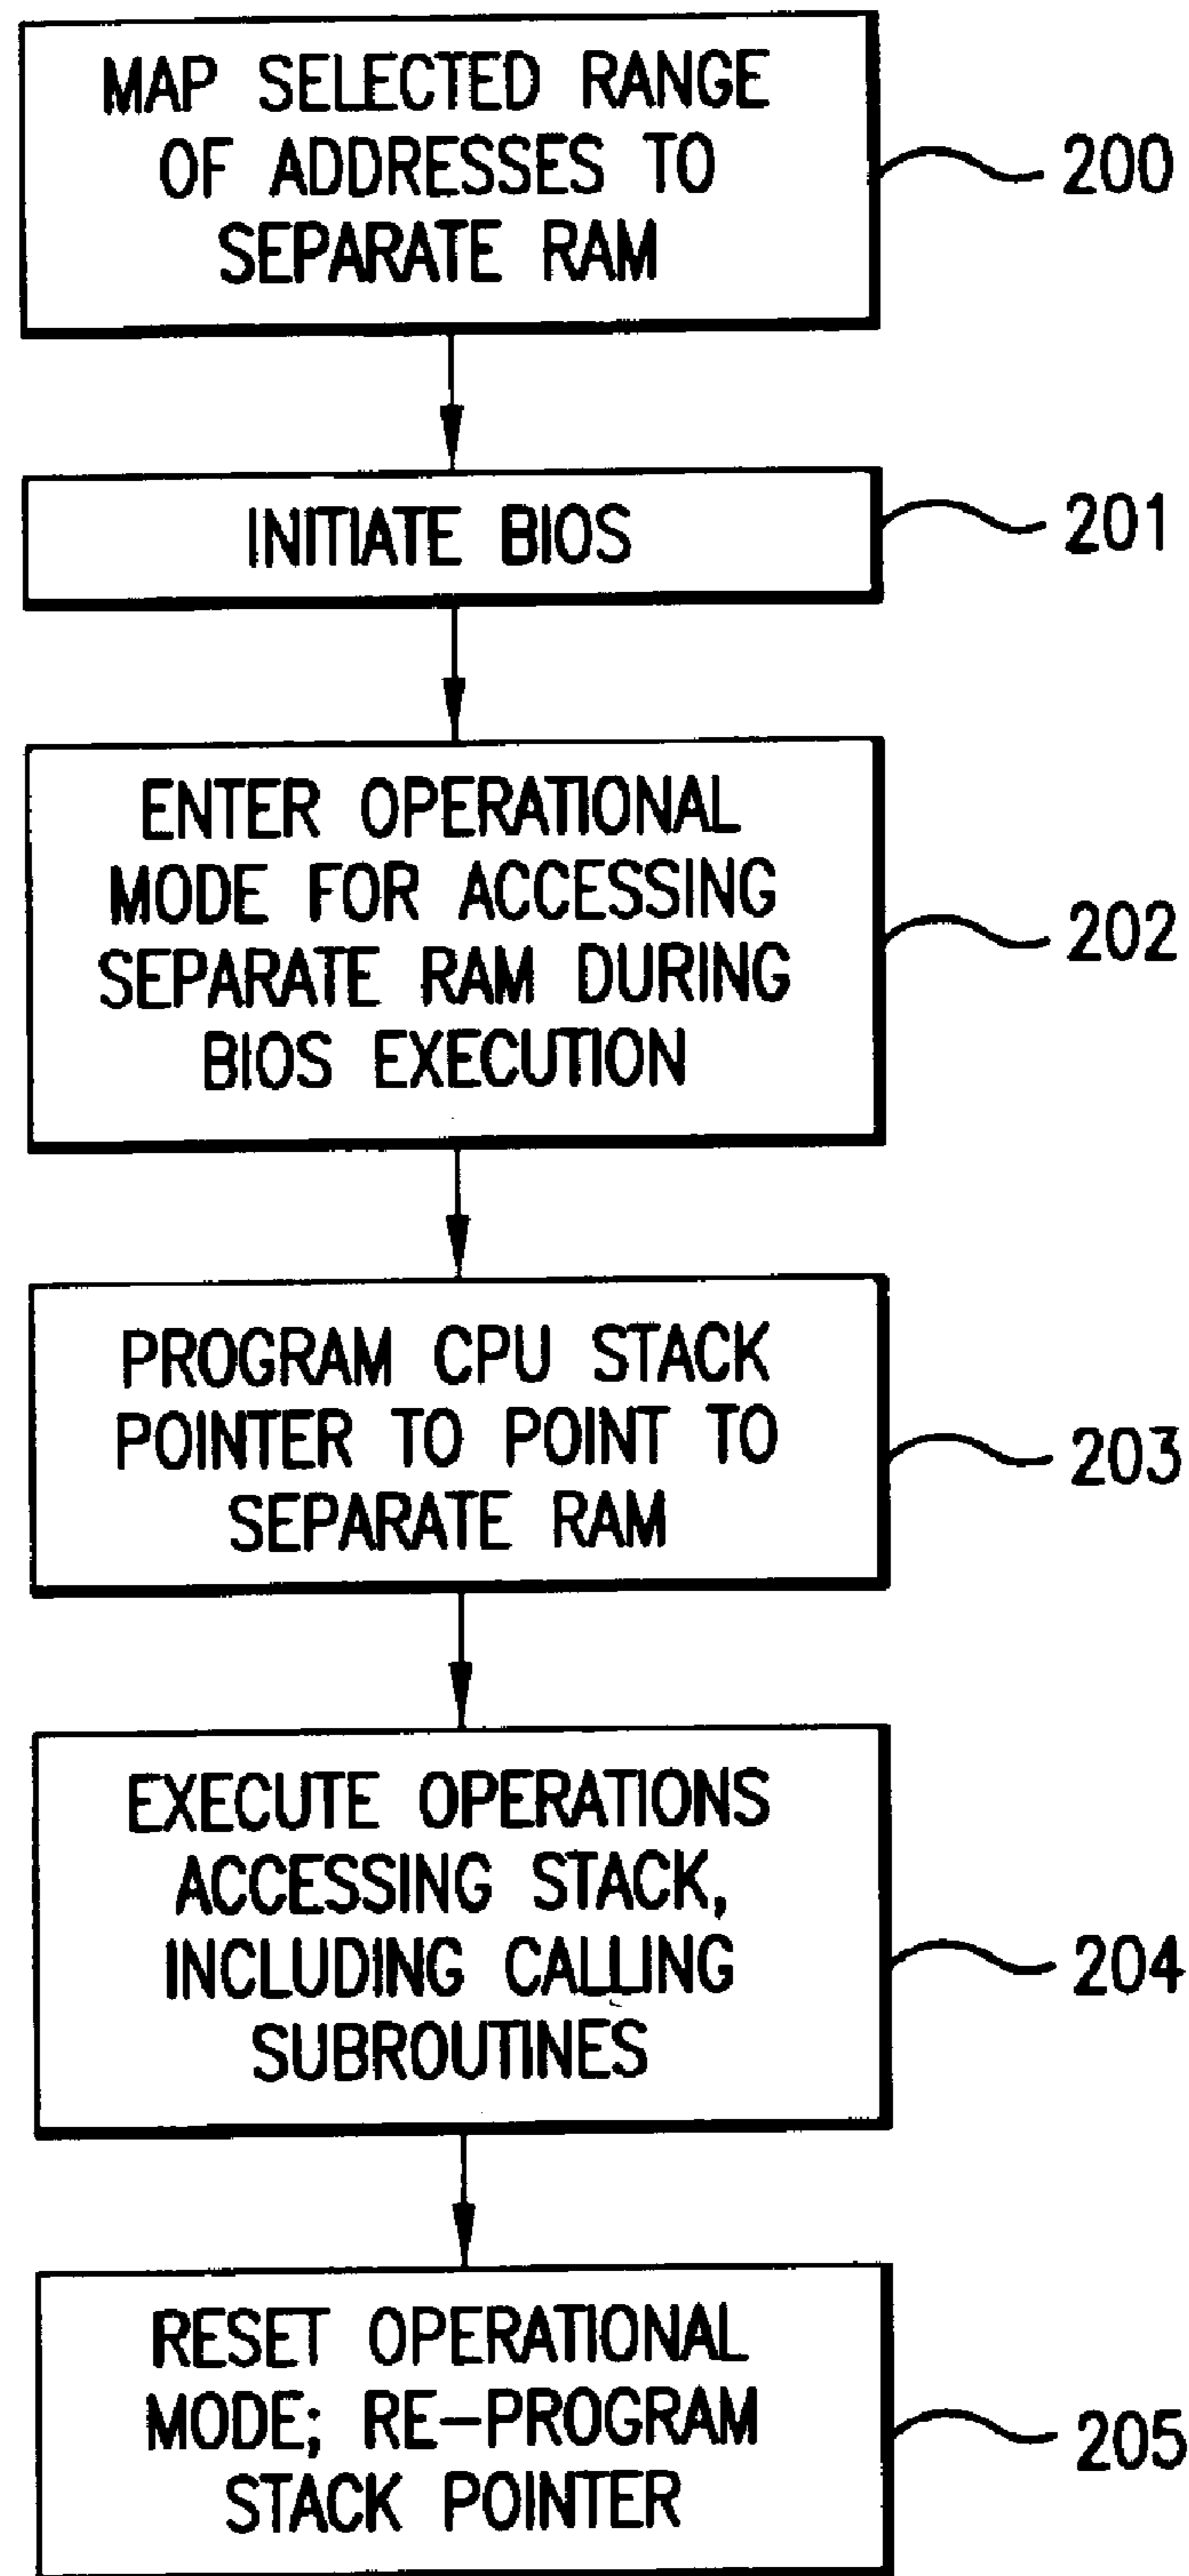 MAP SELECTED RANGE
OF ADDRESSES TO
SEPARATE RAM
200
INITIATE BIOS
201
ENTER OPERATIONAL
MODE FOR ACCESSING
SEPARATE RAM DURING
BIOS EXECUTION
202
PROGRAM CPU STACK
POINTER TO POINT TO
SEPARATE RAM
203
EXECUTE OPERATIONS
ACCESSING STACK,
INCLUDING CALLING
SUBROUTINES
204
RESET OPERATIONAL
MODE; RE-PROGRAM
STACK POINTER
205